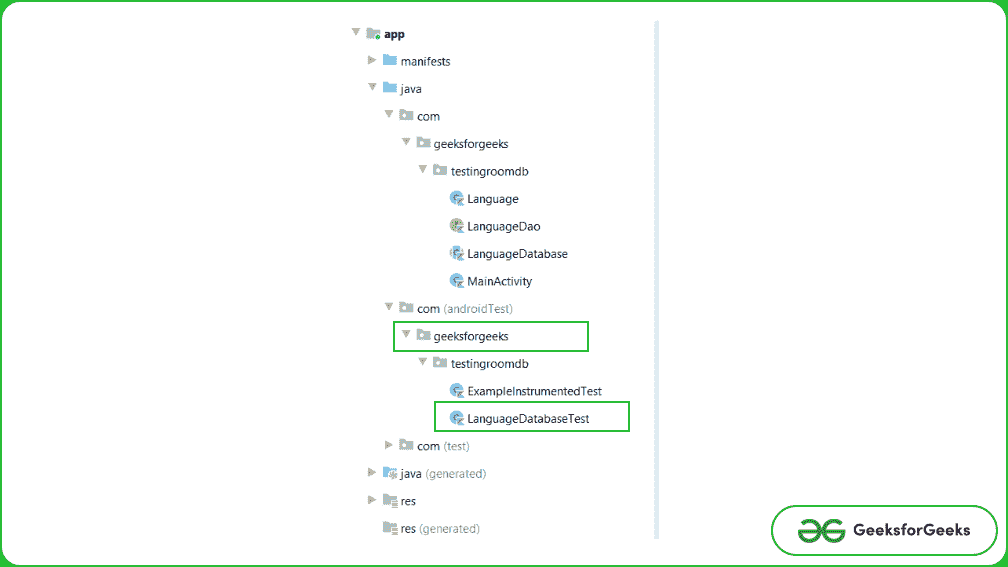 app
manifests
java
com
geeksforgeeks
testingroomdb
Language
LanguageDao
LanguageDatabase
MainActivity
com (androidTest)
geeksforgeeks
testingroomdb
ExampleInstrumentedTest
LanguageDatabaseTest
com (test)
java (generated)
res
res (generated)
GeeksforGeeks